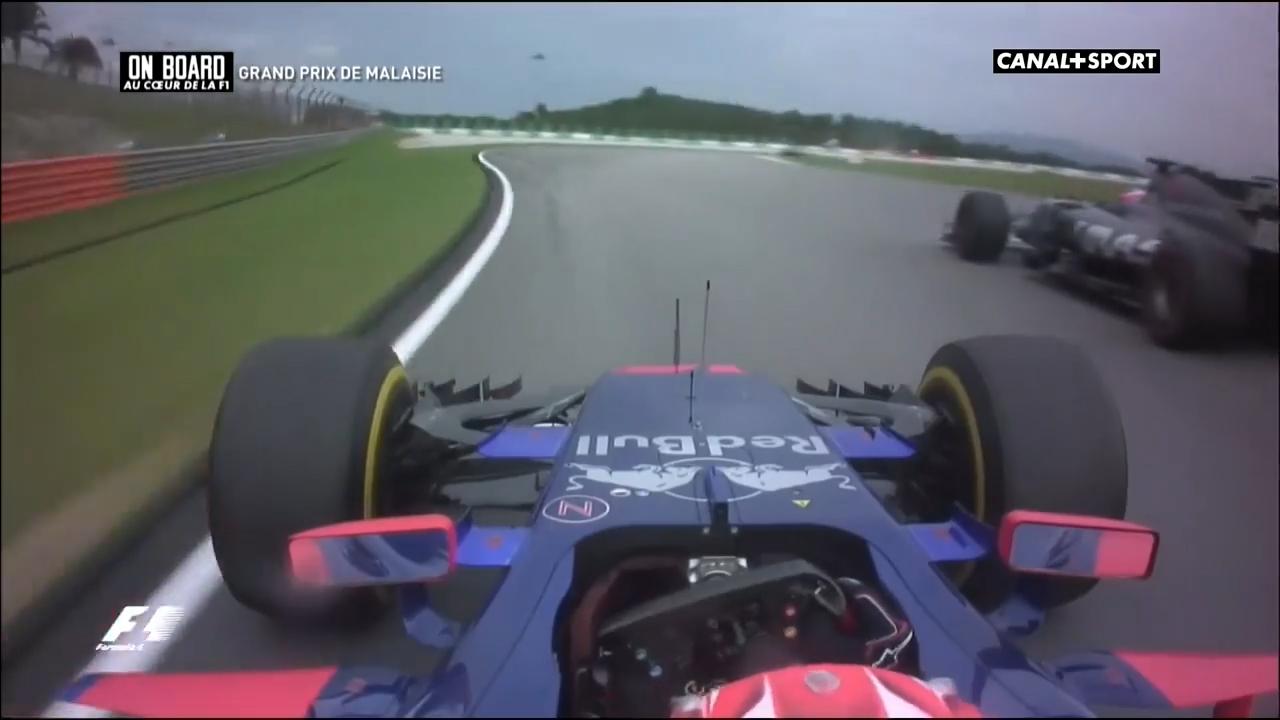 ON BOARD
AU CŒUR DE LA F1
GRAND PRIX DE MALAISIE
CANAL+SPORT
Red Bull
F1
Formula 1